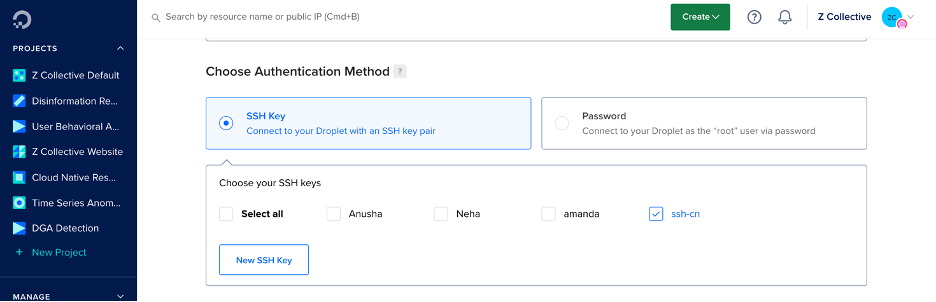 Search by resource name or public IP (Cmd+B)
Create
?
Z Collective
ZC
PROJECTS
Z Collective Default
Disinformation Re...
User Behavioral A...
Z Collective Website
Cloud Native Res...
Time Series Anom...
DGA Detection
+ New Project
MANAGE
Choose Authentication Method ?
SSH Key
Connect to your Droplet with an SSH key pair
Password
Connect to your Droplet as the “root” user via password
Choose your SSH keys
Select all
Anusha
Neha
amanda
ssh-cn
New SSH Key